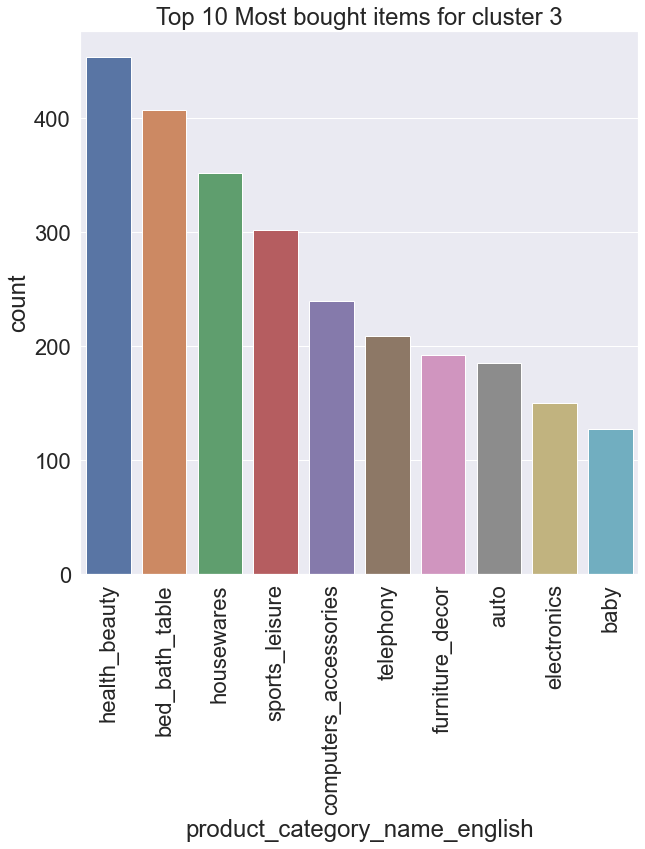 Top 10 Most bought items for cluster 3
count
400
300
200
100
0
health_beauty
bed_bath_table
housewares
sports_leisure
computers_accessories
telephony
furniture_decor
auto
electronics
baby
product_category_name_english